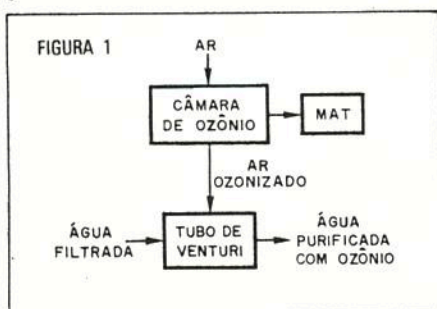 FIGURA 1
AR
CÂMARA
DE OZÔNIO
MAT
AR
OZONIZADO
ÁGUA
FILTRADA
TUBO DE
VENTURI
ÁGUA
PURIFICADA
COM OZÔNIO